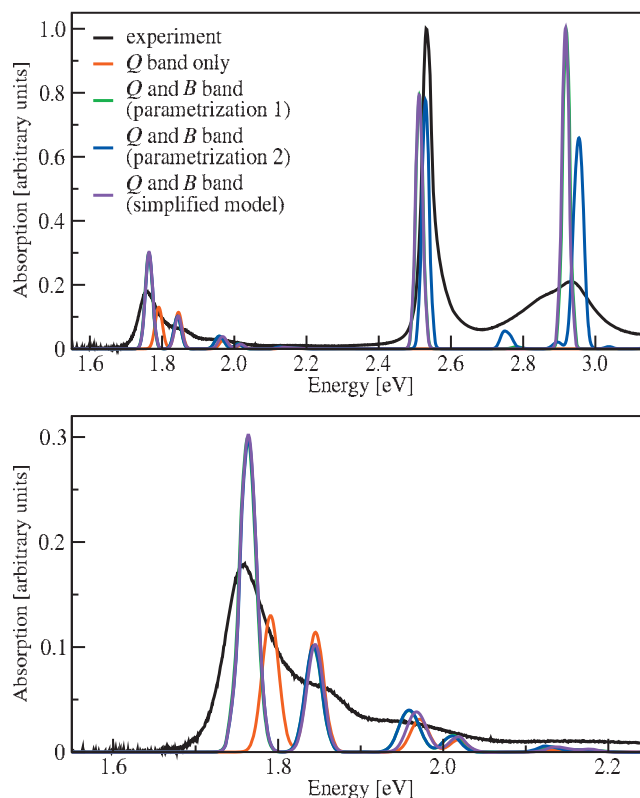 1.0
0.8
0.6
0.4
0.2
0
Absorption [arbitrary units]
experiment
Q band only
Q and B band
(parametrization 1)
Q and B band
(parametrization 2)
Q and B band
(simplified model)
1.6 1.8 2.0 2.2 2.4 2.6 2.8 3.0
Energy [eV]
0.3
0.2
0.1
0
Absorption [arbitrary units]
1.6 1.8 2.0 2.2
Energy [eV]